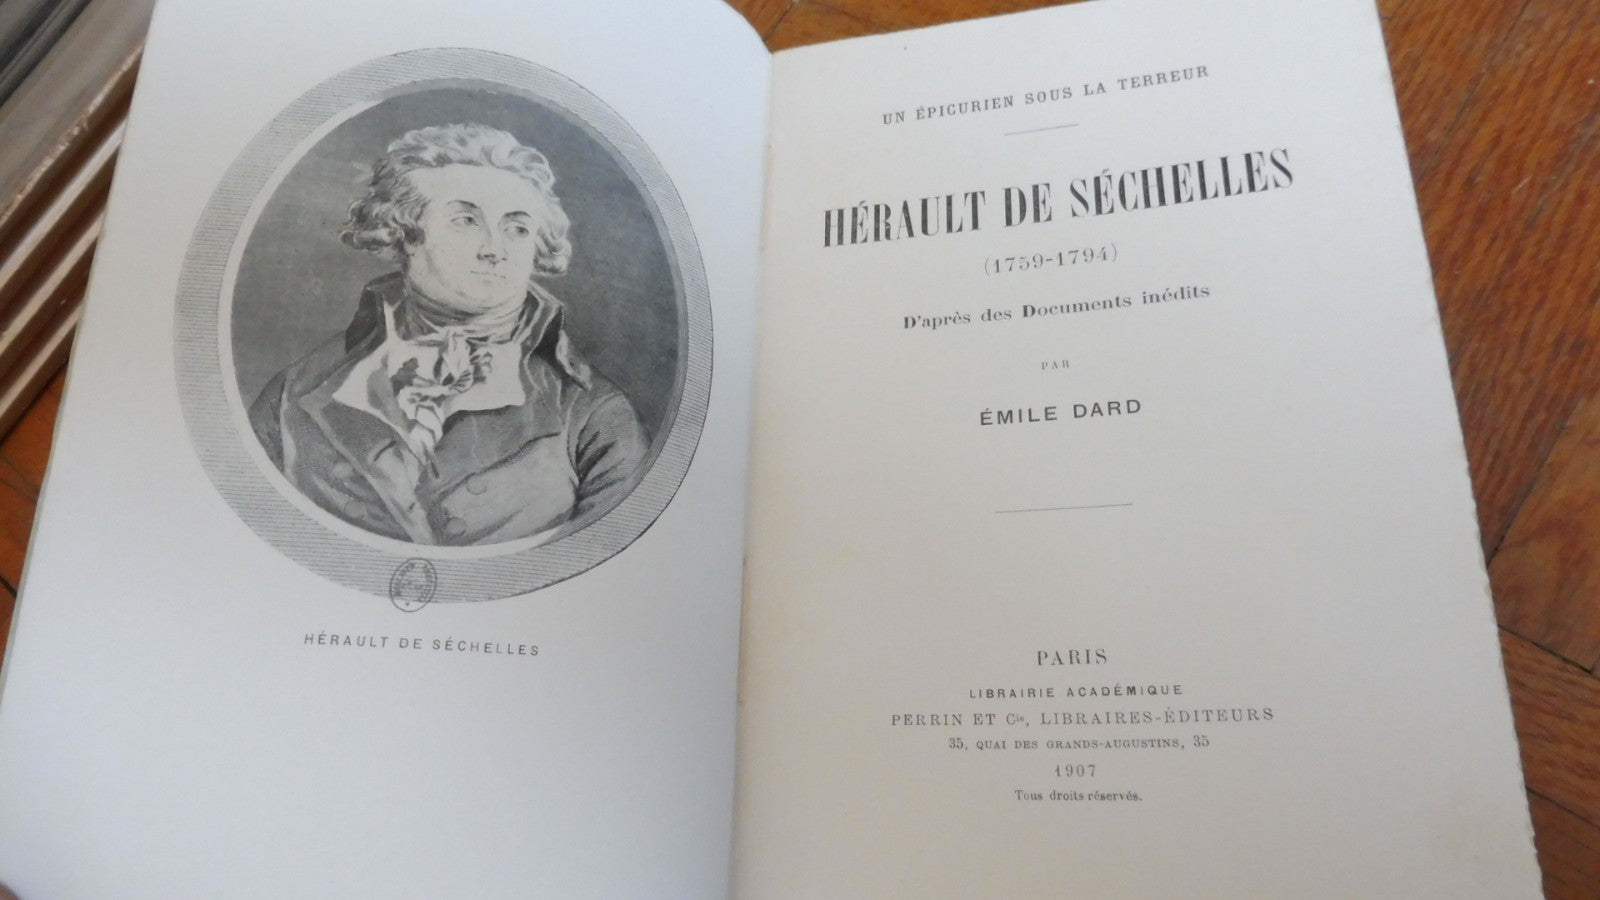 HÉRAULT DE SÉCHELLES
UN ÉPICURIEN SOUS LA TERREUR
HÉRAULT DE SÉCHELLES
(1759-1794)
D'après des Documents inédits
PAR
ÉMILE DARD
PARIS
LIBRAIRIE ACADÉMIQUE
PERRIN ET Cie, LIBRAIRES-ÉDITEURS
35, QUAI DES GRANDS-AUGUSTINS, 35
1907
Tous droits réservés.